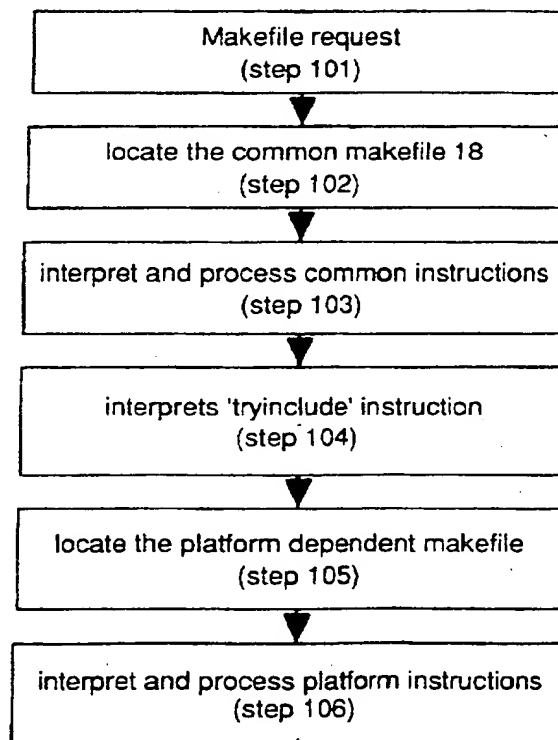 Makefile request
(step 101)
locate the common makefile 18
(step 102)
interpret and process common instructions
(step 103)
interprets 'tryinclude' instruction
(step 104)
locate the platform dependent makefile
(step 105)
interpret and process platform instructions
(step 106)